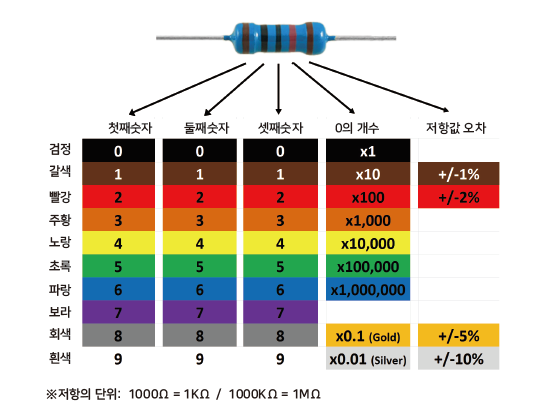 첫째숫자 둘째숫자 셋째숫자 0의 개수 저항값 오차
검정 0 0 0 x1
갈색 1 1 1 x10 +/-1%
빨강 2 2 2 x100 +/-2%
주황 3 3 3 x1,000
노랑 4 4 4 x10,000
초록 5 5 5 x100,000
파랑 6 6 6 x1,000,000
보라 7 7 7
회색 8 8 8 x0.1 (Gold) +/-5%
흰색 9 9 9 x0.01 (Silver) +/-10%
※저항의 단위: 1000Ω = 1KΩ / 1000KΩ = 1MΩ